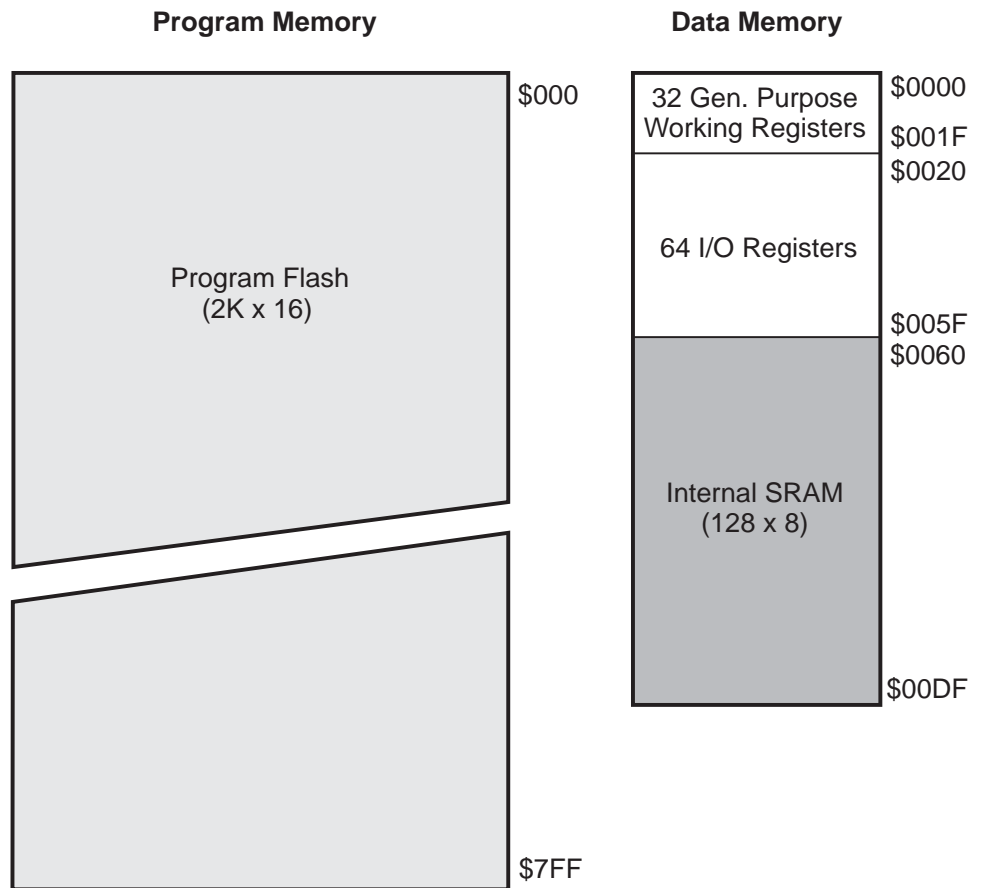 Program Memory
$000
Program Flash
(2K x 16)
$7FF
Data Memory
32 Gen. Purpose
Working Registers
$0000
$001F
$0020
64 I/O Registers
$005F
$0060
Internal SRAM
(128 x 8)
$00DF